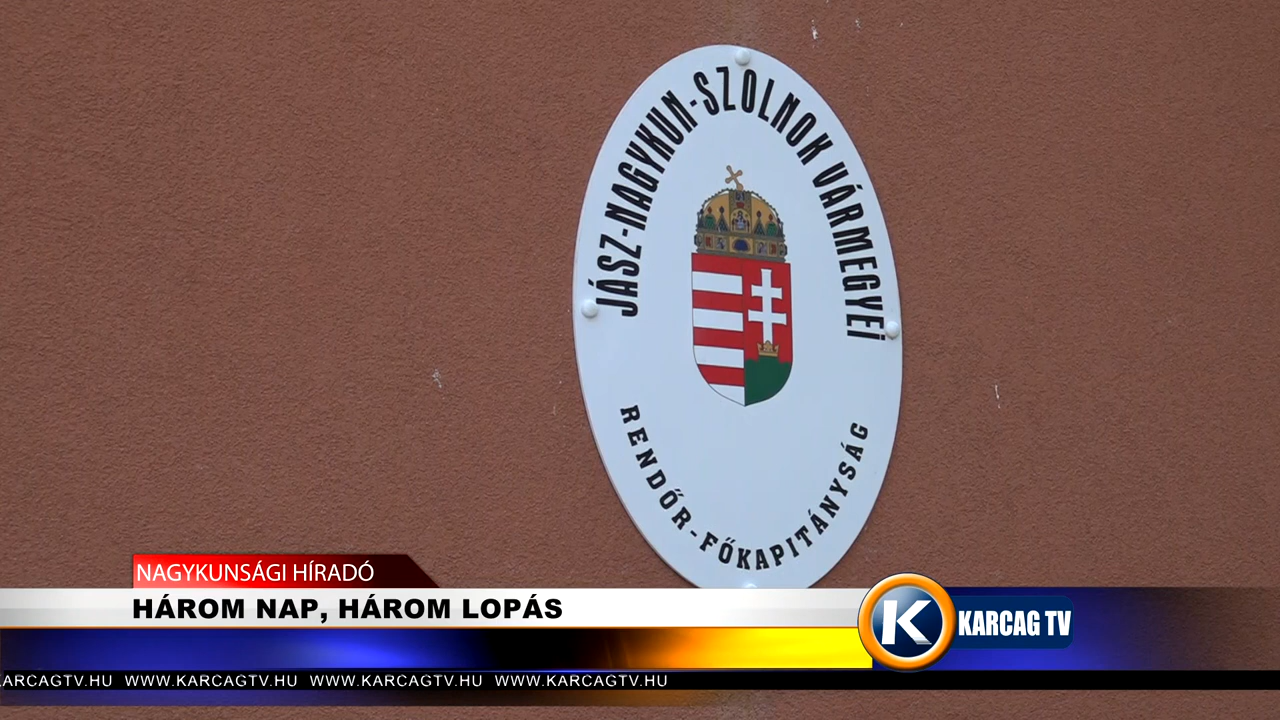 JÁSZ-NAGYKUN-SZOLNOK VÁRMEGYEI
RENDŐR-FŐKAPITÁNYSÁG
NAGYKUNSÁGI HÍRADÓ
HÁROM NAP, HÁROM LOPÁS
K KARCAG TV
ARCAGTV.HU WWW.KARCAGTV.HU WWW.KARCAGTV.HU WWW.KARCAGTV.HU